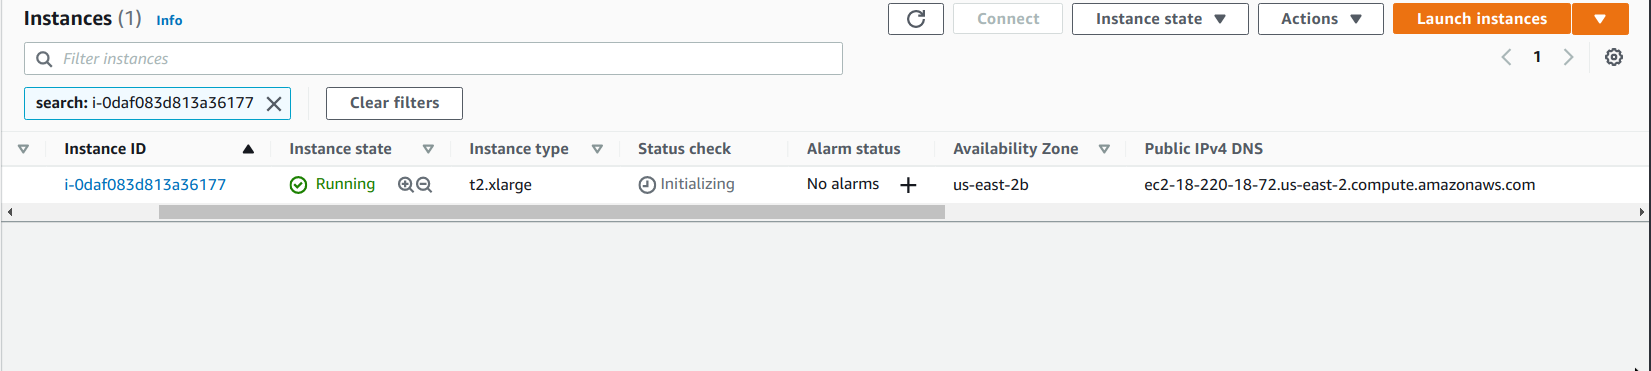 Instances (1) Info
Connect Instance state Actions Launch instances
Filter instances
1
search: i-0daf083d813a36177 Clear filters
Instance ID Instance state Instance type Status check Alarm status Availability Zone Public IPv4 DNS
i-0daf083d813a36177 Running t2.xlarge Initializing No alarms + us-east-2b ec2-18-220-18-72.us-east-2.compute.amazonaws.com